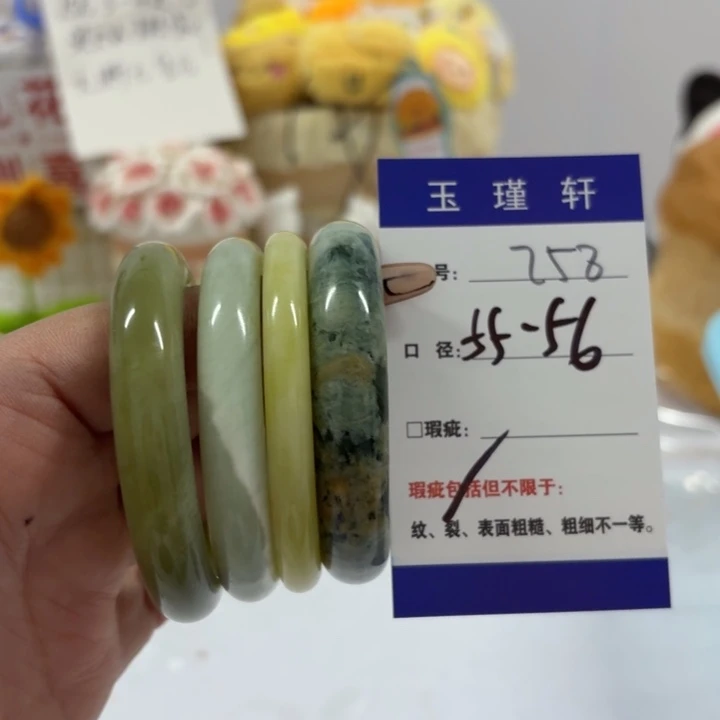 玉瑾轩
号: 258
口 径: 55-56
□瑕疵:
瑕疵包括但不限于:
纹、裂、表面粗糙、粗细不一等。